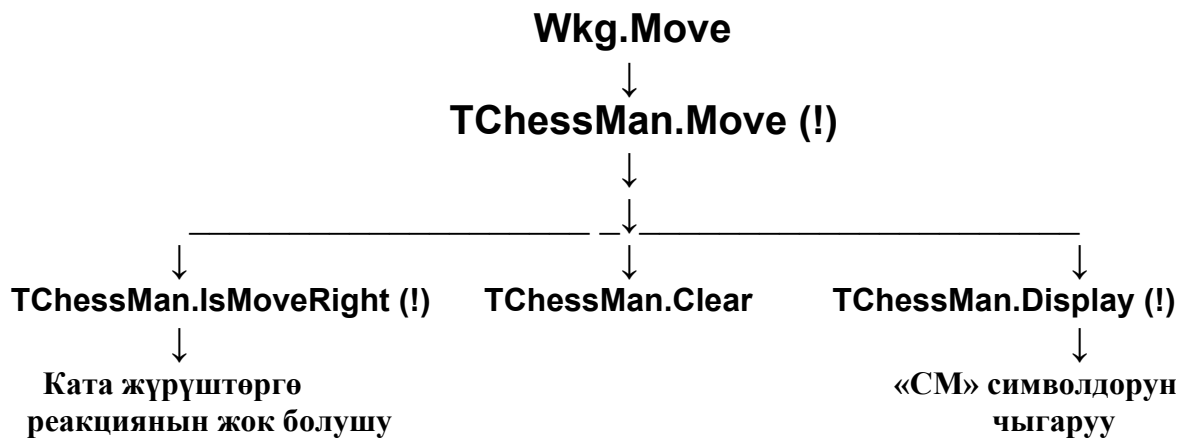 Wkg.Move
↓
TChessMan.Move (!)
↓
↓
↓ ↓ ↓
TChessMan.IsMoveRight (!) TChessMan.Clear TChessMan.Display (!)
↓ ↓
Ката жүрүштөргө «СМ» символдорун
реакциянын жок болушу чыгаруу